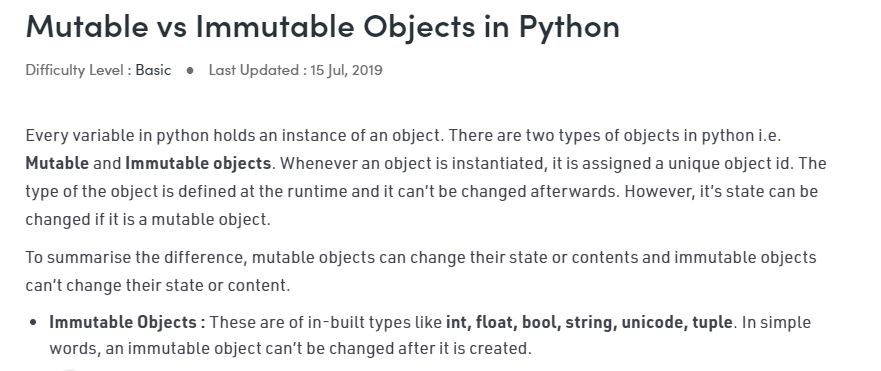 Mutable vs Immutable Objects in Python
Difficulty Level : Basic ● Last Updated : 15 Jul, 2019
Every variable in python holds an instance of an object. There are two types of objects in python i.e.
Mutable and Immutable objects. Whenever an object is instantiated, it is assigned a unique object id. The
type of the object is defined at the runtime and it can't be changed afterwards. However, it's state can be
changed if it is a mutable object.
To summarise the difference, mutable objects can change their state or contents and immutable objects
can't change their state or content.
• Immutable Objects : These are of in-built types like int, float, bool, string, unicode, tuple. In simple
words, an immutable object can't be changed after it is created.